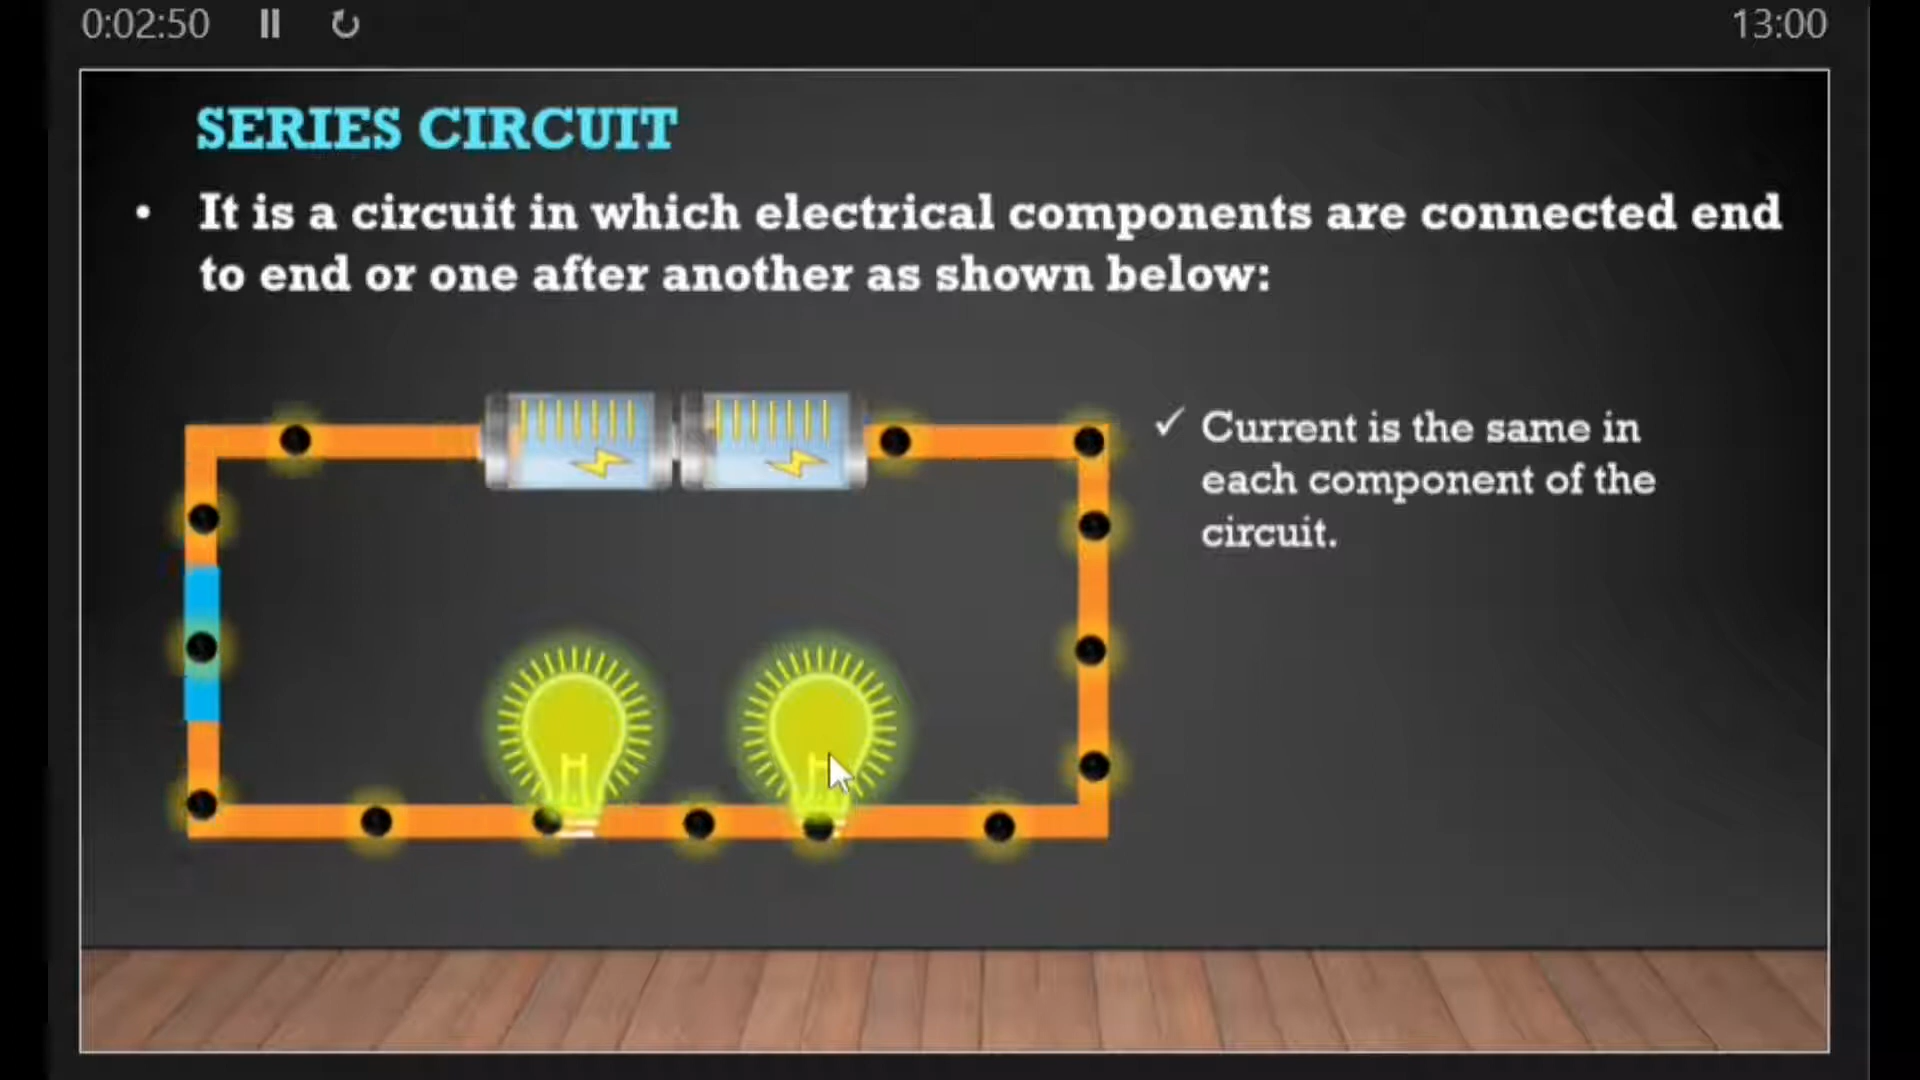 0:02:50
13:00
SERIES CIRCUIT
• It is a circuit in which electrical components are connected end
to end or one after another as shown below:
✓ Current is the same in
each component of the
circuit.